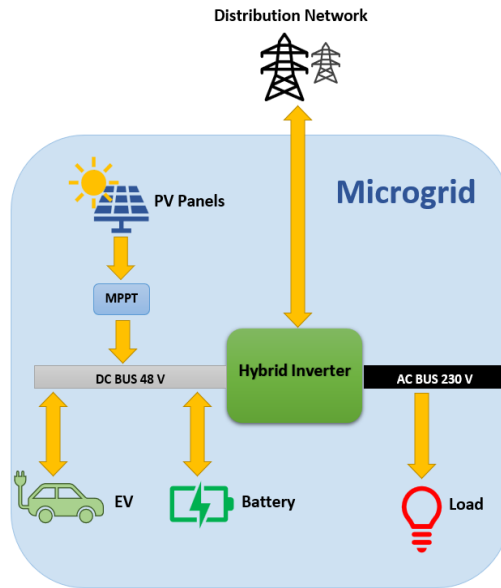 Distribution Network
Microgrid
PV Panels
MPPT
Hybrid Inverter
DC BUS 48 V
AC BUS 230 V
EV
Battery
Load